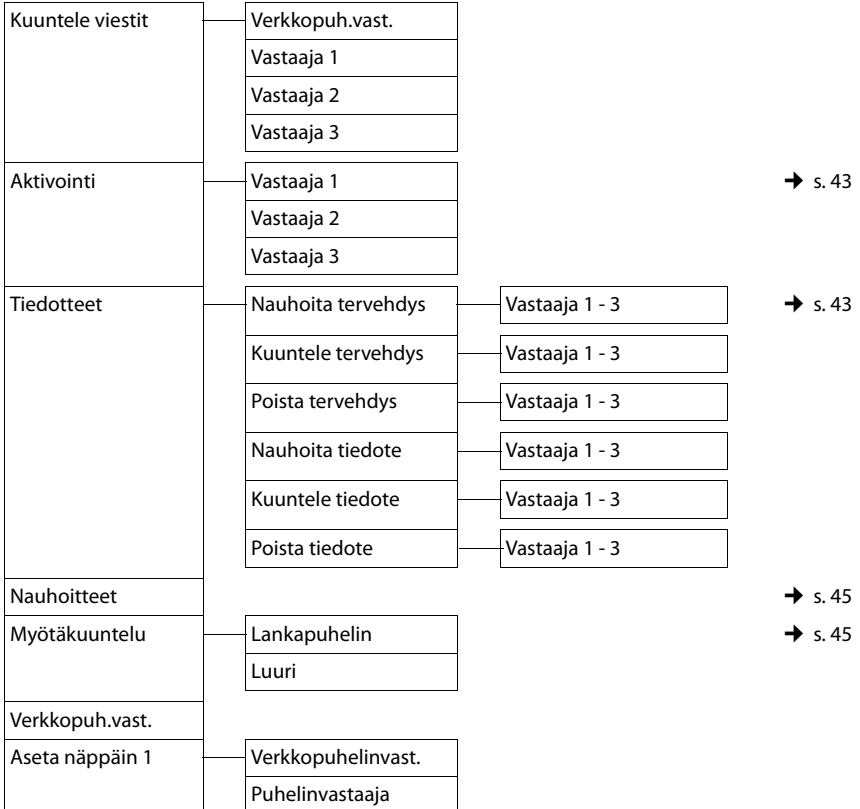 Kuuntele viestit Verkkopuh.vast.
Vastaaja 1
Vastaaja 2
Vastaaja 3
Aktivointi Vastaaja 1 ➔ s. 43
Vastaaja 2
Vastaaja 3
Tiedotteet Nauhoita tervehdys Vastaaja 1 - 3 ➔ s. 43
Kuuntele tervehdys Vastaaja 1 - 3
Poista tervehdys Vastaaja 1 - 3
Nauhoita tiedote Vastaaja 1 - 3
Kuuntele tiedote Vastaaja 1 - 3
Poista tiedote Vastaaja 1 - 3
Nauhoitteet ➔ s. 45
Myötäkuuntelu Lankapuhelin ➔ s. 45
Luuri
Verkkopuh.vast.
Aseta näppäin 1 Verkkopuhelinvast.
Puhelinvastaaja